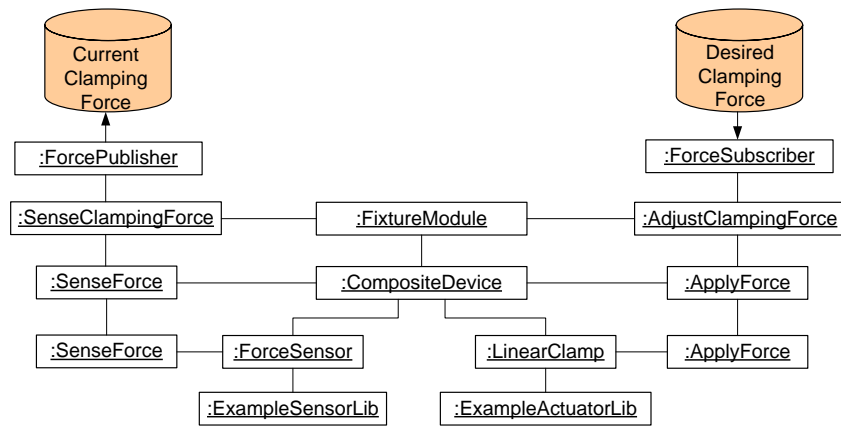 Current
Clamping
Force
Desired
Clamping
Force
:ForcePublisher
:ForceSubscriber
:SenseClampingForce
:FixtureModule
:AdjustClampingForce
:SenseForce
:CompositeDevice
:ApplyForce
:SenseForce
:ForceSensor
:LinearClamp
:ApplyForce
:ExampleSensorLib
:ExampleActuatorLib